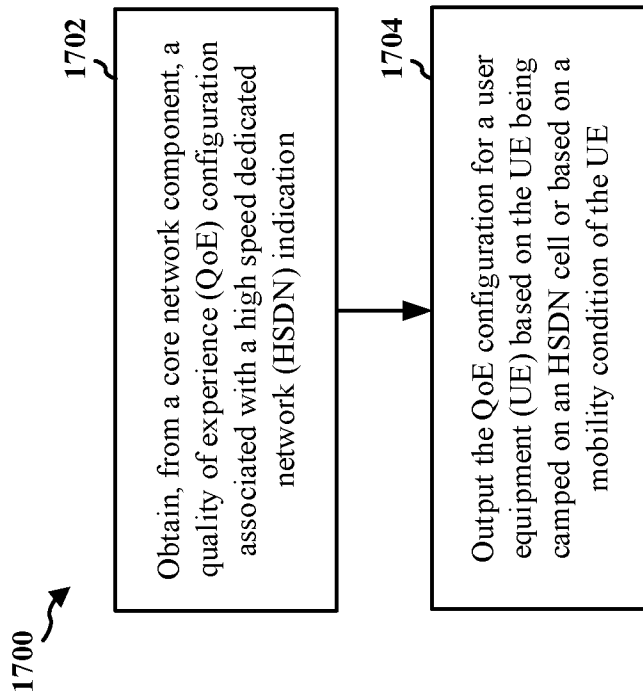 1700
1702
Obtain, from a core network component, a
quality of experience (QoE) configuration
associated with a high speed dedicated
network (HSDN) indication
1704
Output the QoE configuration for a user
equipment (UE) based on the UE being
camped on an HSDN cell or based on a
mobility condition of the UE